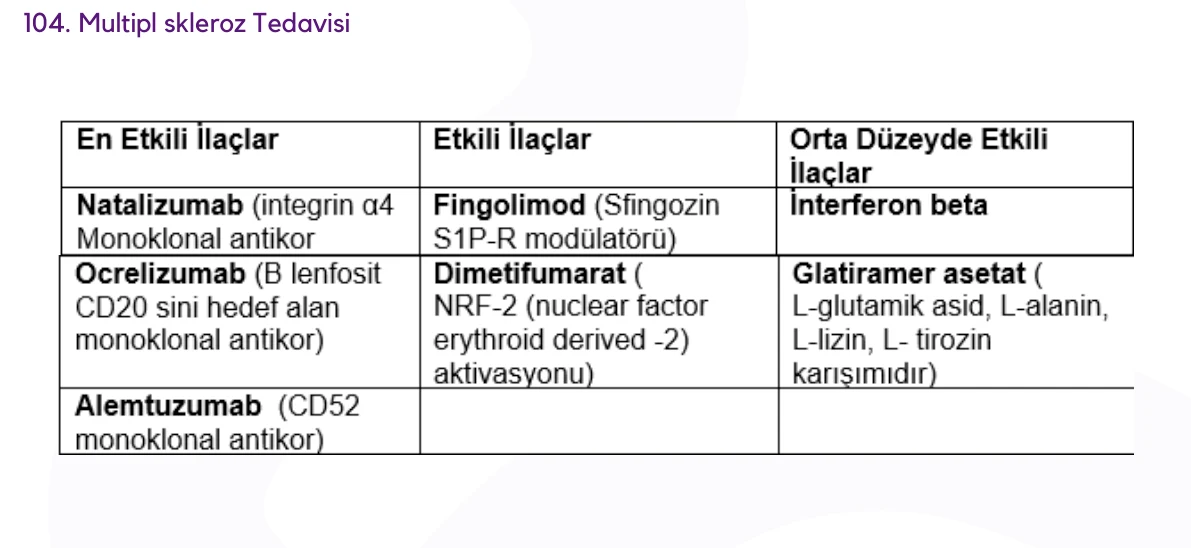 104. Multipl skleroz Tedavisi
En Etkili İlaçlar
Etkili İlaçlar
Orta Düzeyde Etkili
İlaçlar
Natalizumab (integrin α4
Monoklonal antikor
Fingolimod (Sfingozin
S1P-R modülatörü)
İnterferon beta
Ocrelizumab (B lenfosit
CD20 sini hedef alan
monoklonal antikor)
Dimetifumarat (
NRF-2 (nuclear factor
erythroid derived -2)
aktivasyonu)
Glatiramer asetat (
L-glutamik asid, L-alanin,
L-lizin, L- tirozin
karışımıdır)
Alemtuzumab (CD52
monoklonal antikor)